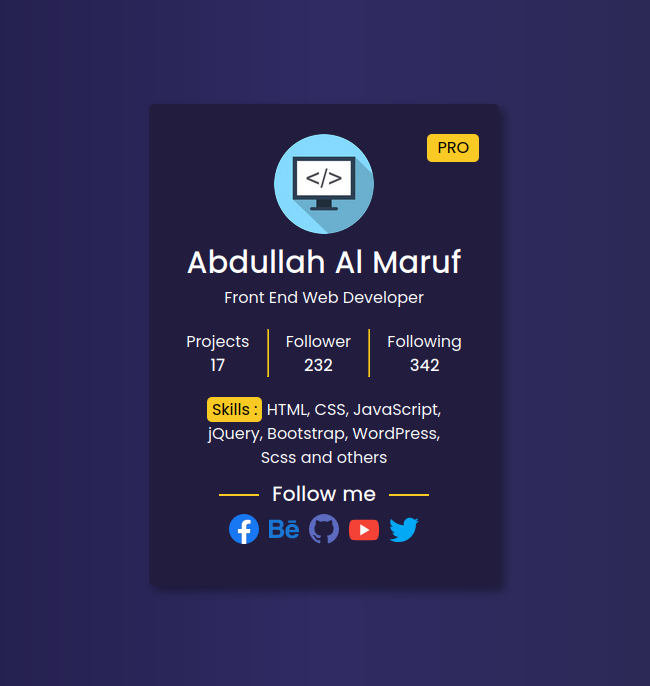 PRO
</>
Abdullah Al Maruf
Front End Web Developer
Projects Follower Following
17 232 342
Skills : HTML, CSS, JavaScript,
jQuery, Bootstrap, WordPress,
Scss and others
Follow me
Bē